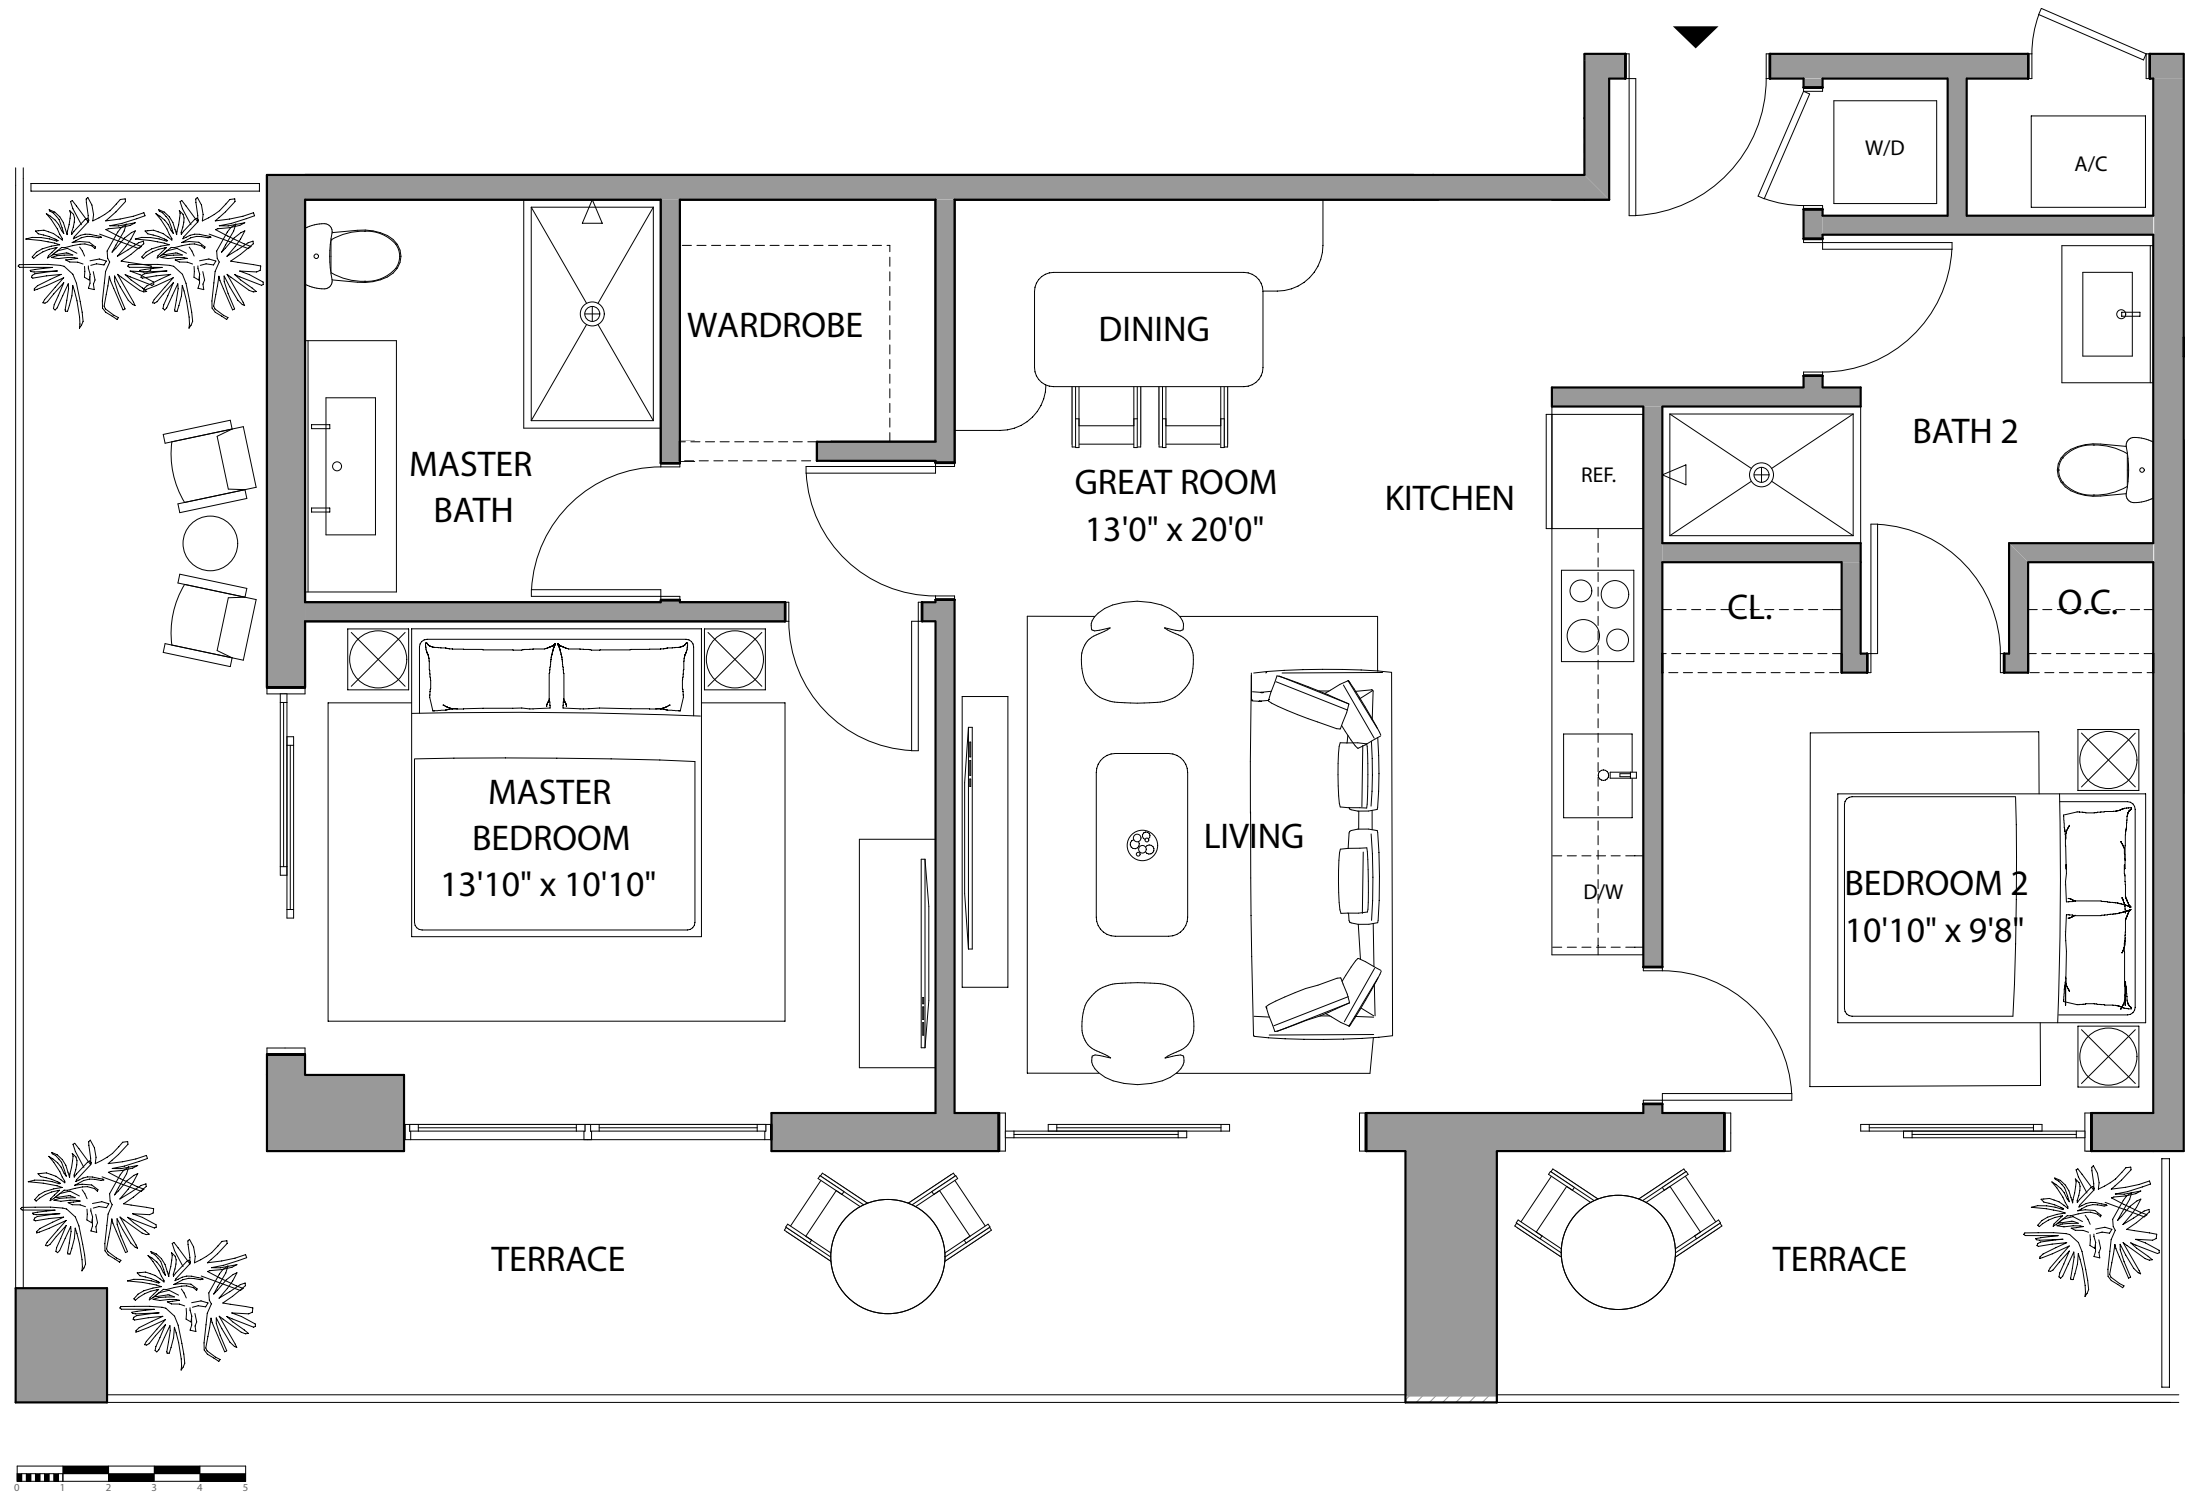 W/D
A/C
WARDROBE
DINING
MASTER
BATH
GREAT ROOM
13'0" x 20'0"
KITCHEN
REF.
BATH 2
CL.
O.C.
MASTER
BEDROOM
13'10" x 10'10"
LIVING
D/W
BEDROOM 2
10'10" x 9'8"
TERRACE
TERRACE
0 1 2 3 4 5